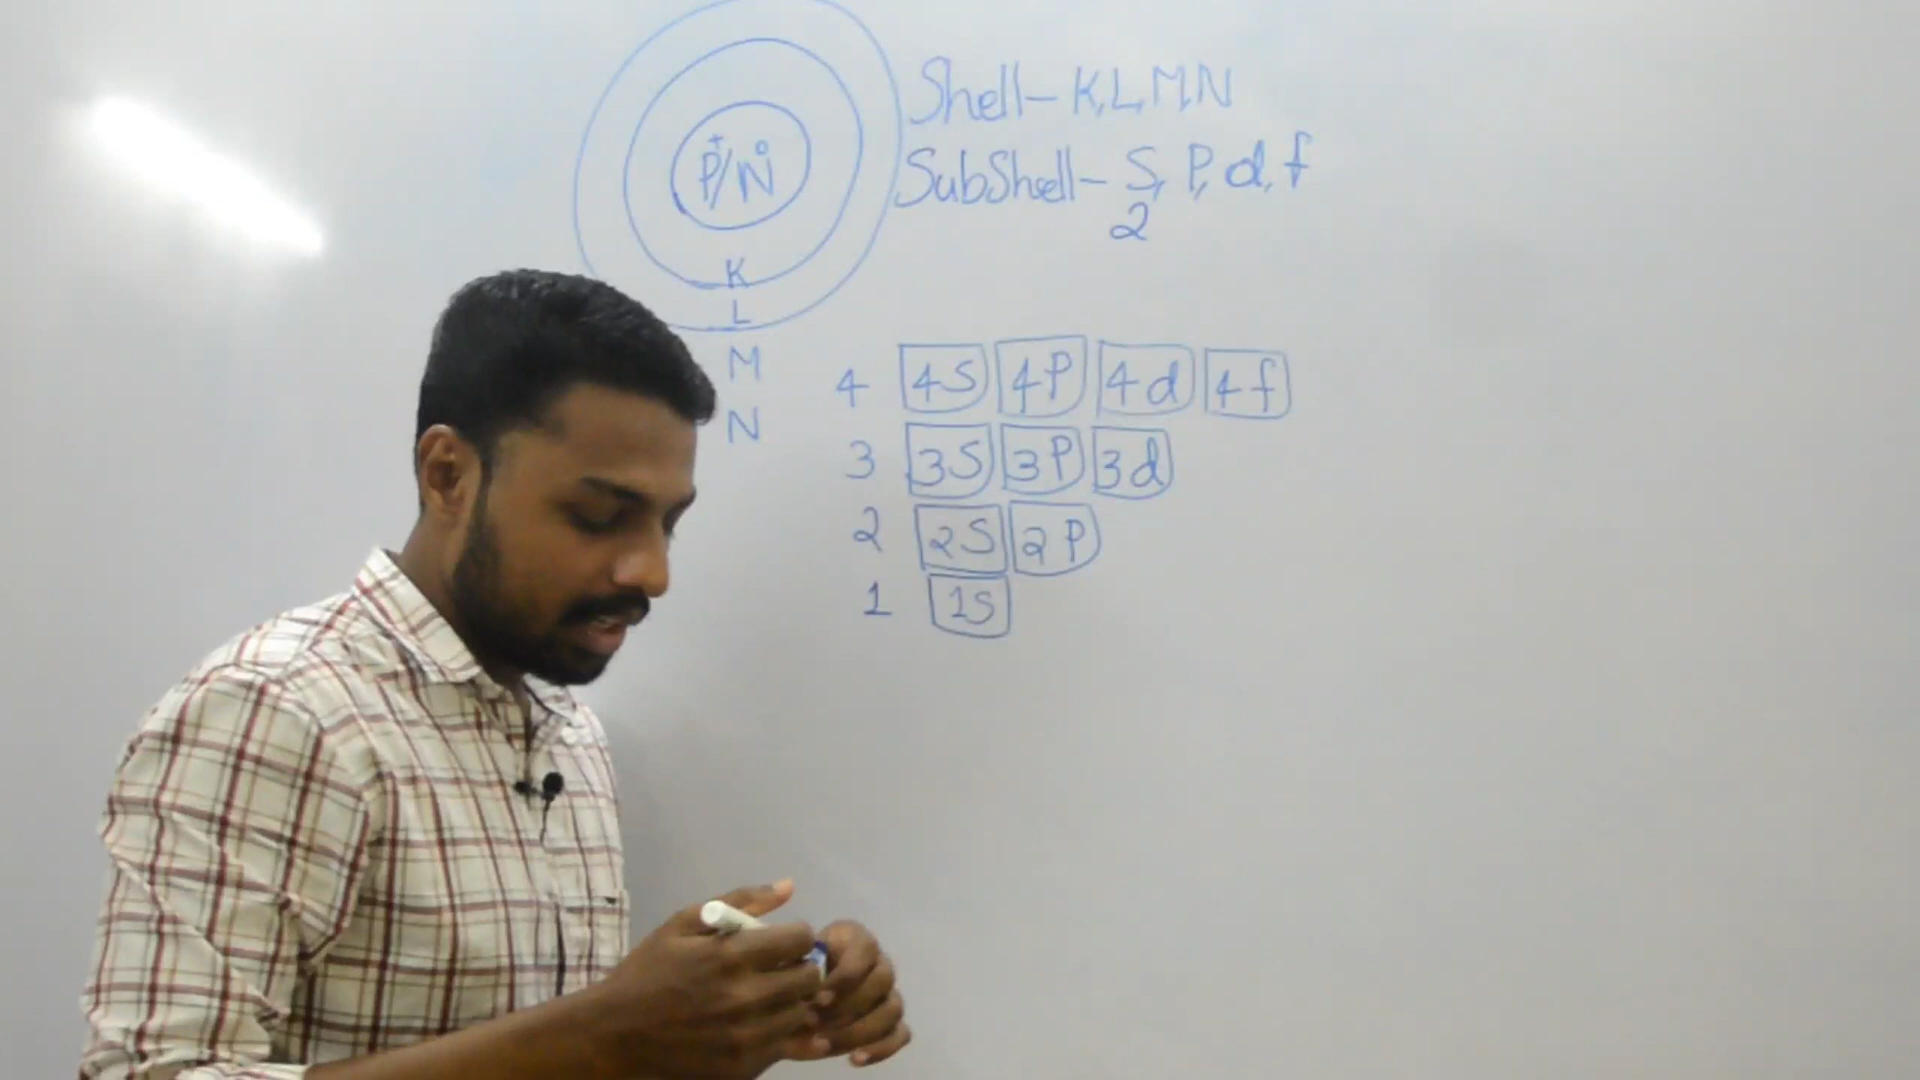 P+/N°
K
L
M
N
Shell - K, L, M, N
SubShell - S, P, d, f
2
4 4S 4P 4d 4f
3 3S 3P 3d
2 2S 2P
1 1S